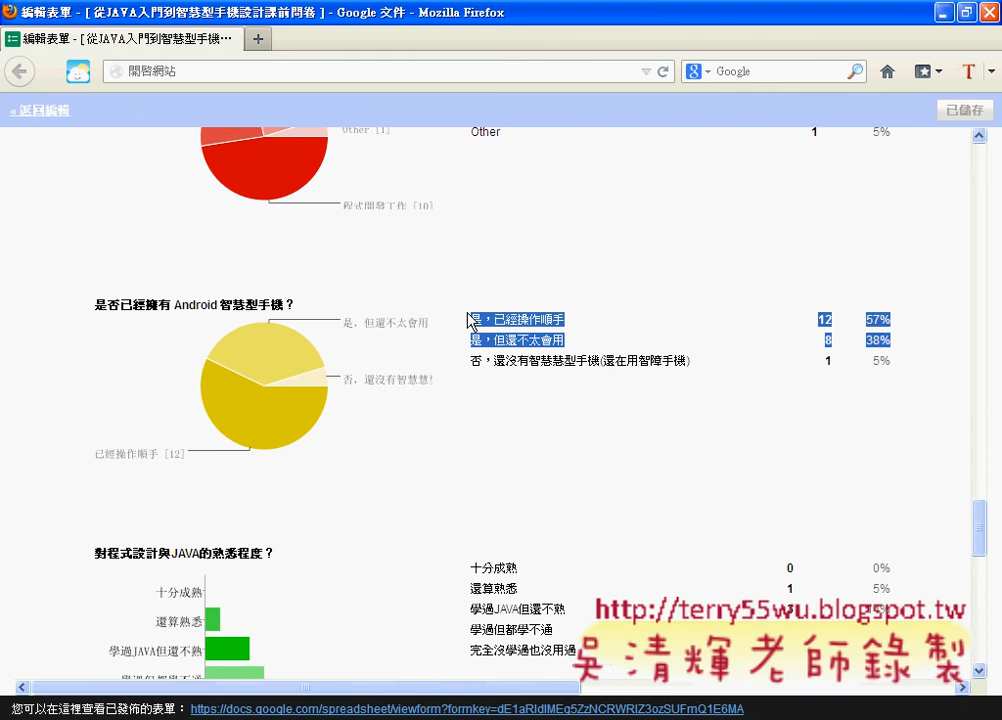 編輯表單 - [ 從JAVA入門到智慧型手機設計課前問卷 ] - Google 文件 - Mozilla Firefox
編輯表單 - [從JAVA入門到智慧型手機…
開啓網站
Google
« 返回編輯
已儲存
Other [1]
Other 1 5%
程式開發工作 [10]
是否已經擁有 Android 智慧型手機？
是，但還不太會用
否，還沒有智慧慧!
已經操作順手 [12]
是，已經操作順手 12 57%
是，但還不太會用 8 38%
否，還沒有智慧慧型手機(還在用智障手機) 1 5%
對程式設計與JAVA的熟悉程度？
十分成熟
還算熟悉
學過JAVA但還不熟
學過但都學不通
十分成熟 0 0%
還算熟悉 1 5%
學過JAVA但還不熟
學過但都學不通
完全沒學過也沒用過
http://terry55wu.blogspot.tw
吳清輝老師錄製
您可以在這裡查看已發佈的表單： https://docs.google.com/spreadsheet/viewform?formkey=dE1aRldIMEg5ZzNCRWRIZ3ozSUFmQ1E6MA